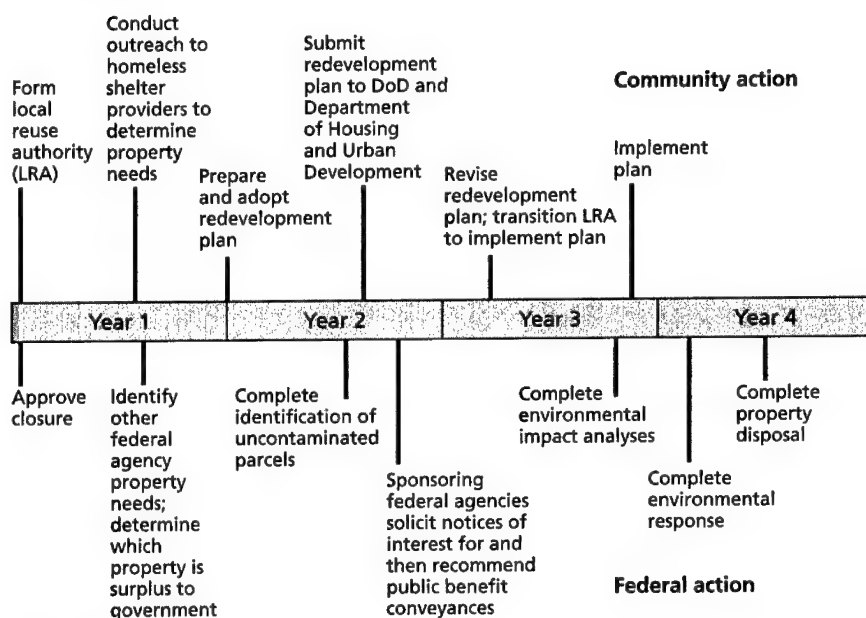 Form
local
reuse
authority
(LRA)
Conduct
outreach to
homeless
shelter
providers to
determine
property
needs
Prepare
and adopt
redevelopment
plan
Submit
redevelopment
plan to DoD and
Department
of Housing
and Urban
Development
Revise
redevelopment
plan; transition LRA
to implement plan
Community action
Implement
plan
Year 1
Year 2
Year 3
Year 4
Approve
closure
Identify
other
federal
agency
property
needs;
determine
which
property is
surplus to
government
Complete
identification of
uncontaminated
parcels
Sponsoring
federal agencies
solicit notices of
interest for and
then recommend
public benefit
conveyances
Complete
environmental
impact analyses
Complete
environmental
response
Complete
property
disposal
Federal action